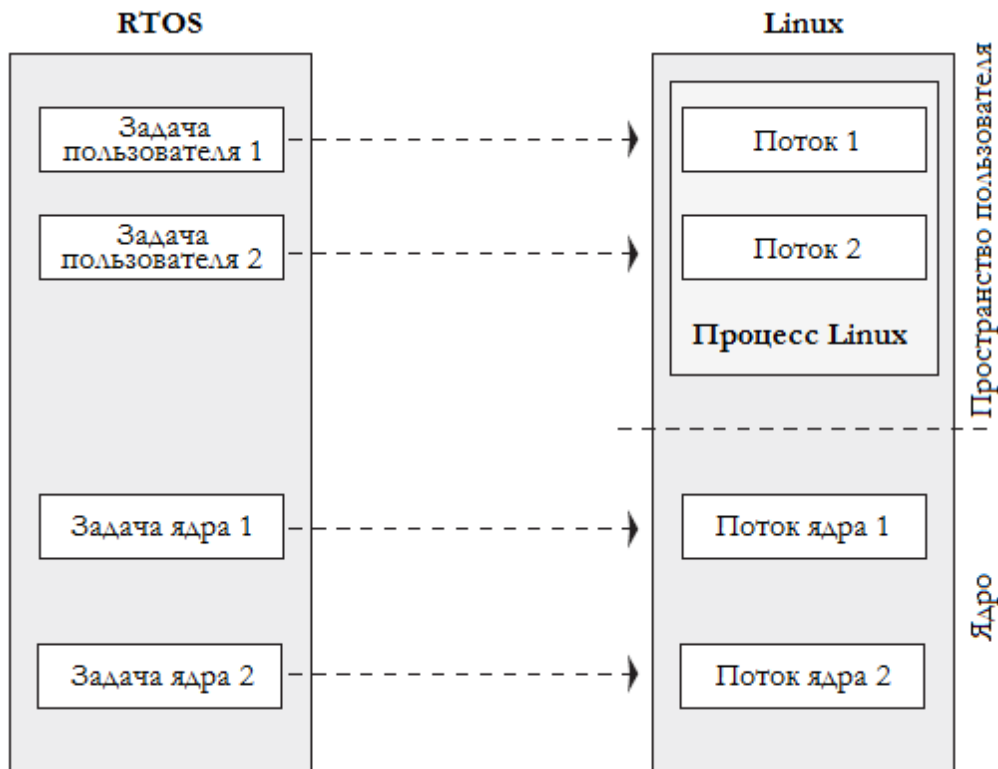 RTOS
Linux
Задача
пользователя 1
Поток 1
Задача
пользователя 2
Поток 2
Процесс Linux
Пространство пользователя
Задача ядра 1
Поток ядра 1
Задача ядра 2
Поток ядра 2
Ядро